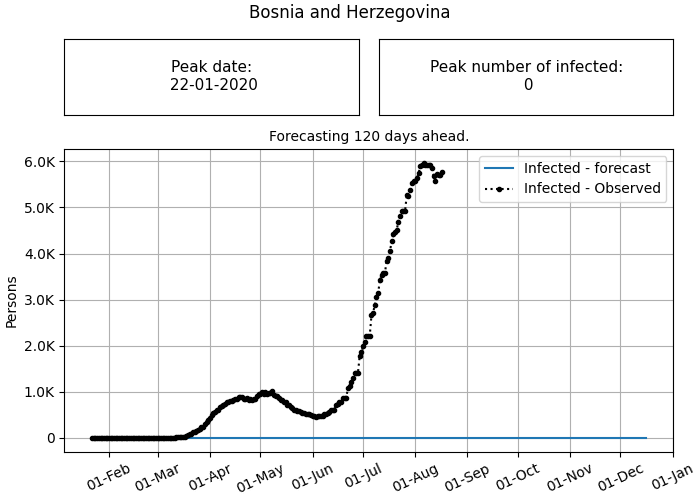 Bosnia and Herzegovina
Peak date:
22-01-2020
Peak number of infected:
0
Forecasting 120 days ahead.
Infected - forecast
Infected - Observed
6.0K
5.0K
4.0K
3.0K
2.0K
1.0K
0
Persons
01-Feb
01-Mar
01-Apr
01-May
01-Jun
01-Jul
01-Aug
01-Sep
01-Oct
01-Nov
01-Dec
01-Jan